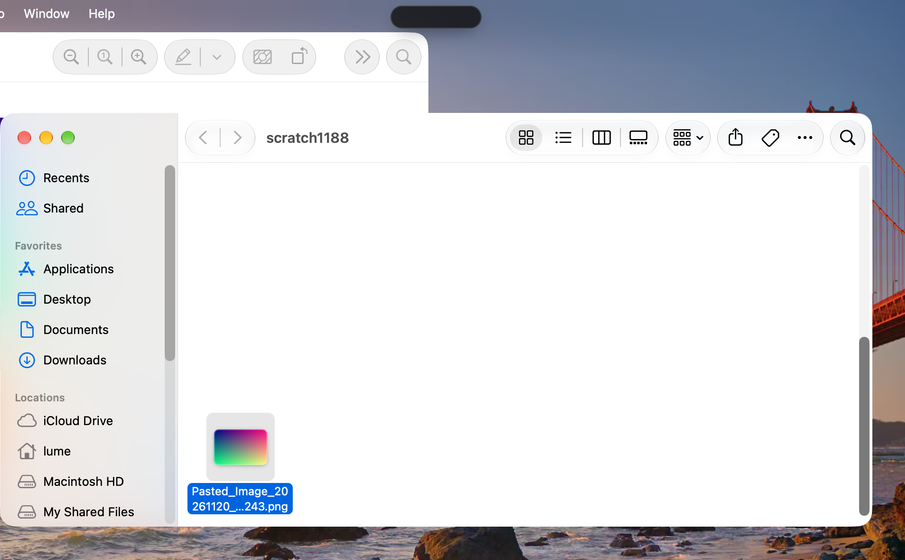 Window Help
scratch1188
Recents
Shared
Favorites
Applications
Desktop
Documents
Downloads
Locations
iCloud Drive
lume
Macintosh HD
My Shared Files
Pasted_Image_20
261120_...243.png